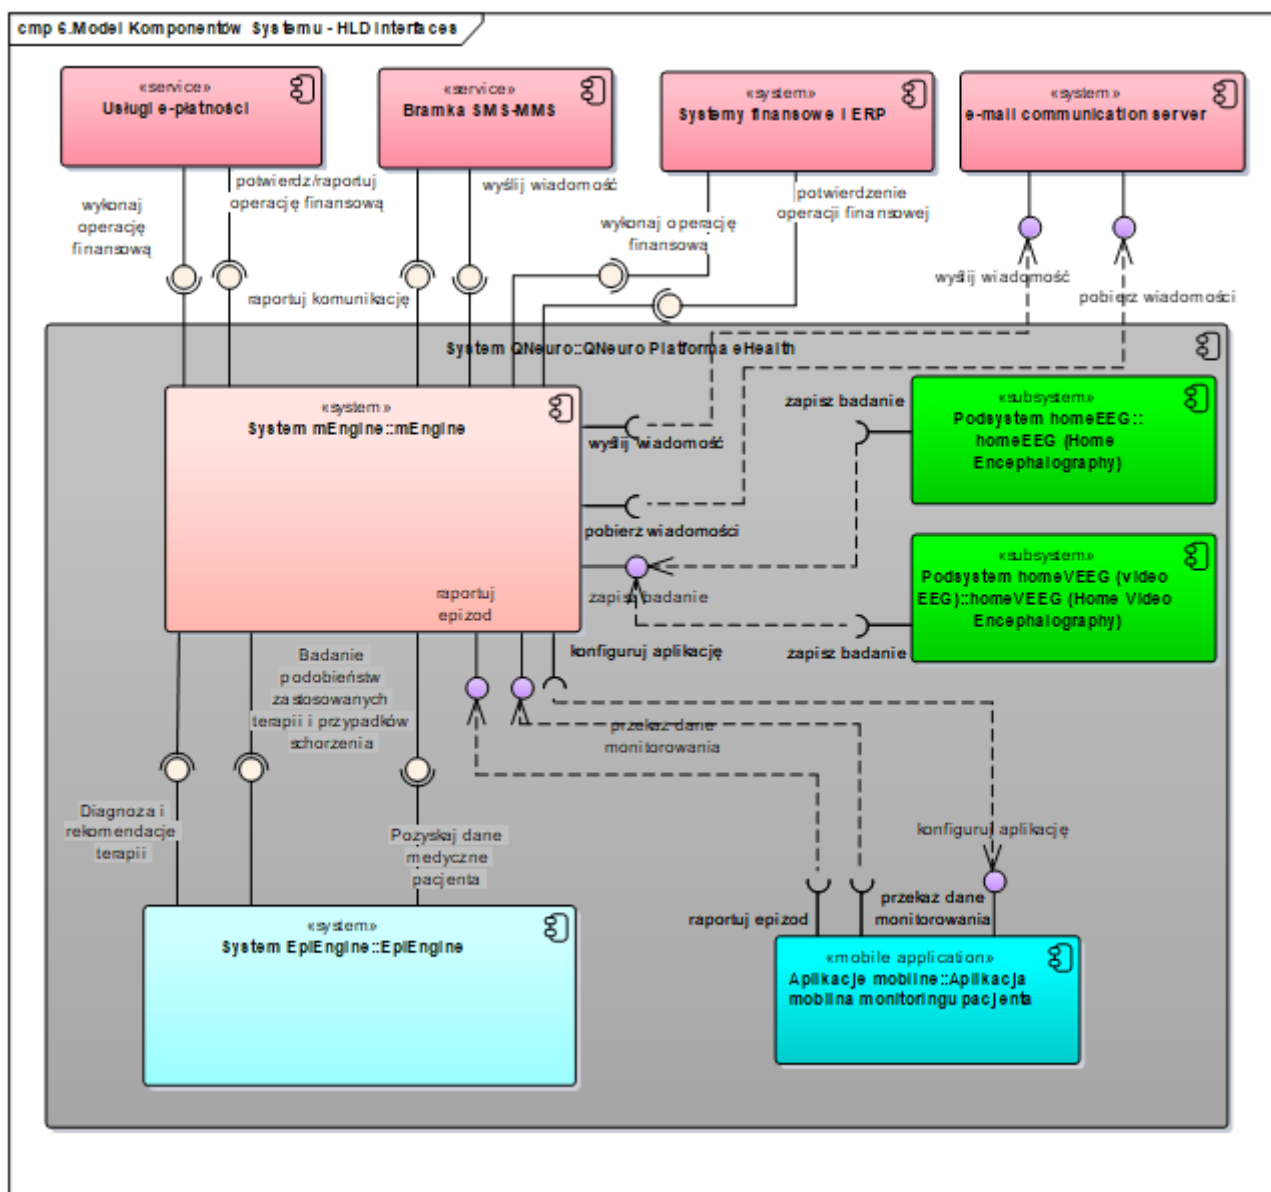 cmp 6.Model Komponentów Systemu - HLD Interfaces
«service»
Usługi e-płatności
«service»
Bramka SMS-MMS
«system»
Systemy finansowe i ERP
«system»
e-mail communication server
wykonaj
operację
finansową
potwierdz/raportuj
operację finansową
wyślij wiadomość
raportuj komunikację
wykonaj operację
finansową
potwierdzenie
operacji finansowej
wyślij wiadomość
pobierz wiadomości
System QNeuro::QNeuro Platforma eHealth
«system»
System mEngine::mEngine
wyślij wiadomość
pobierz wiadomości
zapisz badanie
konfiguruj aplikację
raportuj
epizod
zapisz badanie
«subsystem»
Podsystem homeEEG::
homeEEG (Home
Encephalography)
«subsystem»
Podsystem homeVEEG (video
EEG)::homeVEEG (Home Video
Encephalography)
zapisz badanie
Badanie
podobieństw
zastosowanych
terapii i przypadków
schorzenia
przekaz dane
monitorowania
Diagnoza i
rekomendacje
terapii
Pozyskaj dane
medyczne
pacjenta
konfiguruj aplikację
raportuj epizod
przekaz dane
monitorowania
«system»
System EpiEngine::EpiEngine
«mobile application»
Aplikacje mobilne::Aplikacja
mobilna monitoringu pacjenta